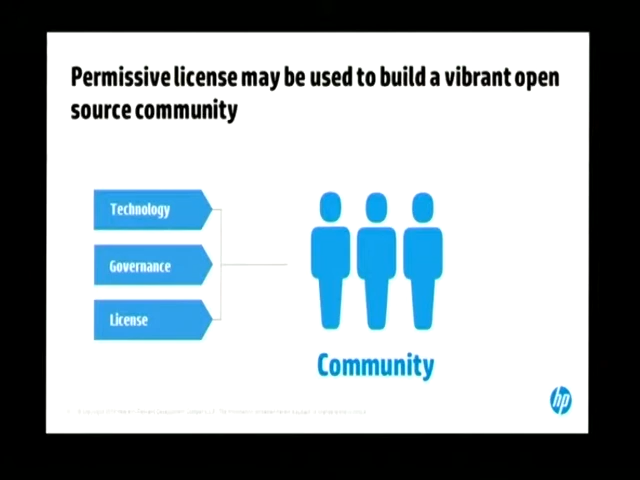 Permissive license may be used to build a vibrant open
source community
Technology
Governance
License
Community
hp